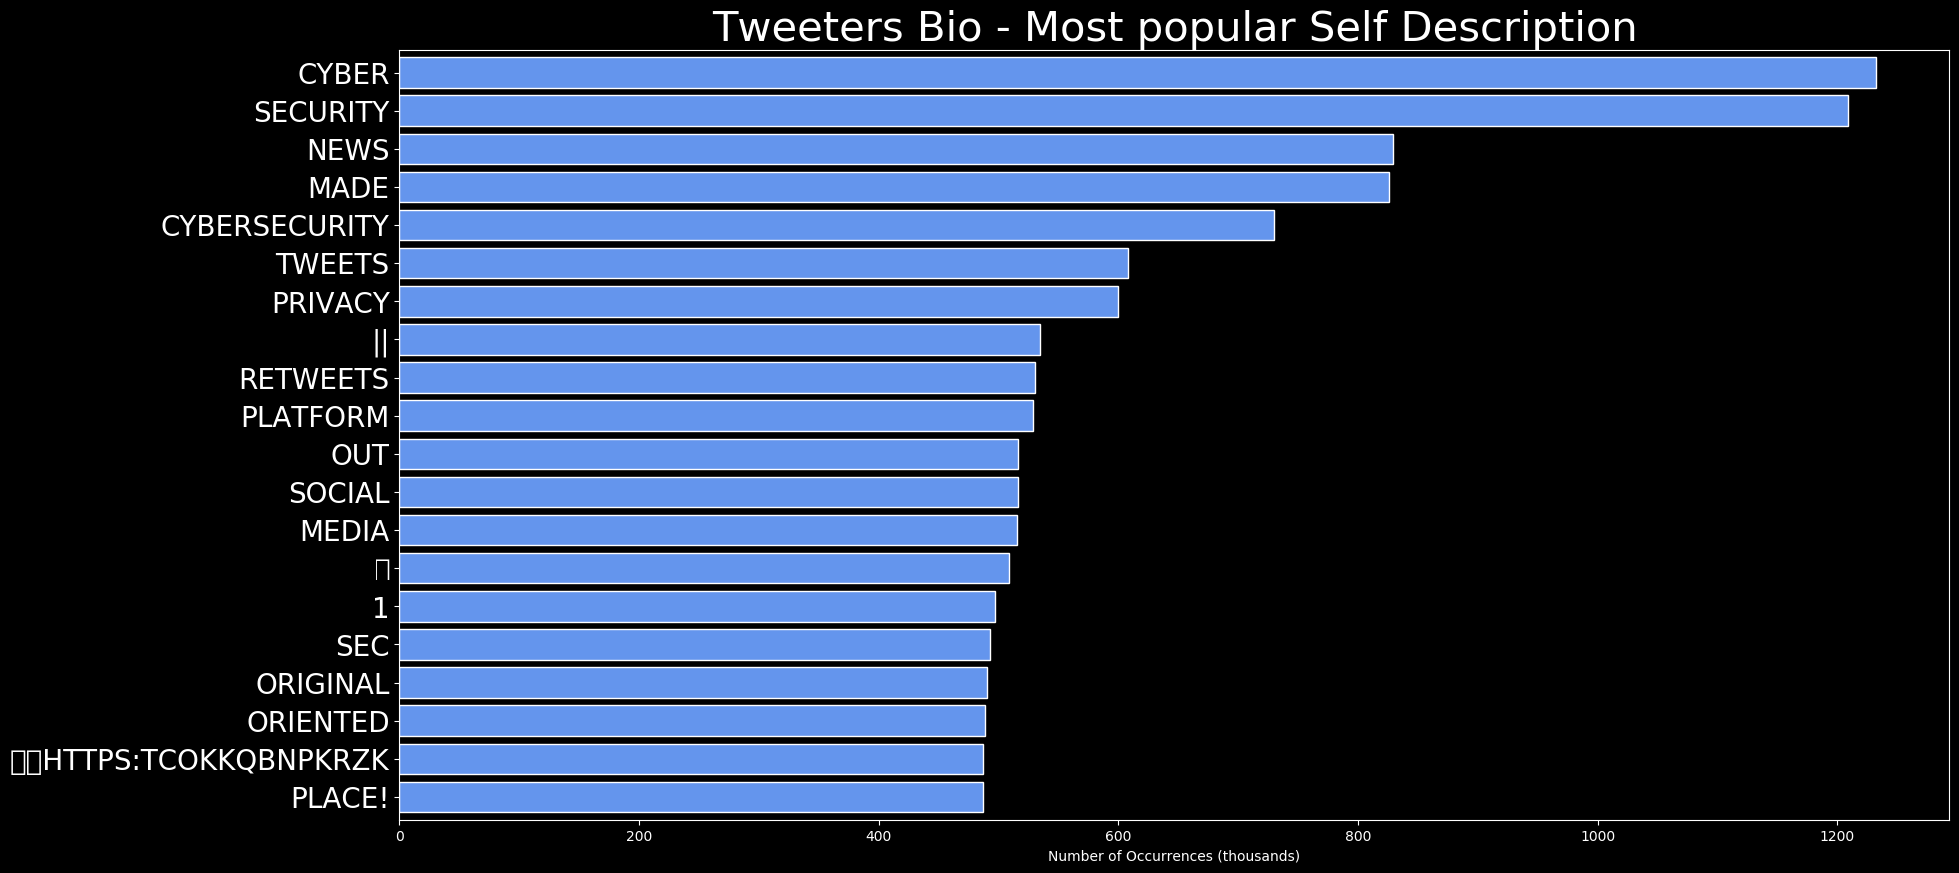 Tweeters Bio - Most popular Self Description
CYBER
SECURITY
NEWS
MADE
CYBERSECURITY
TWEETS
PRIVACY
||
RETWEETS
PLATFORM
OUT
SOCIAL
MEDIA
1
SEC
ORIGINAL
ORIENTED
HTTPS:TCOKKQBNPKRZK
PLACE!
0 200 400 600 800 1000 1200
Number of Occurrences (thousands)